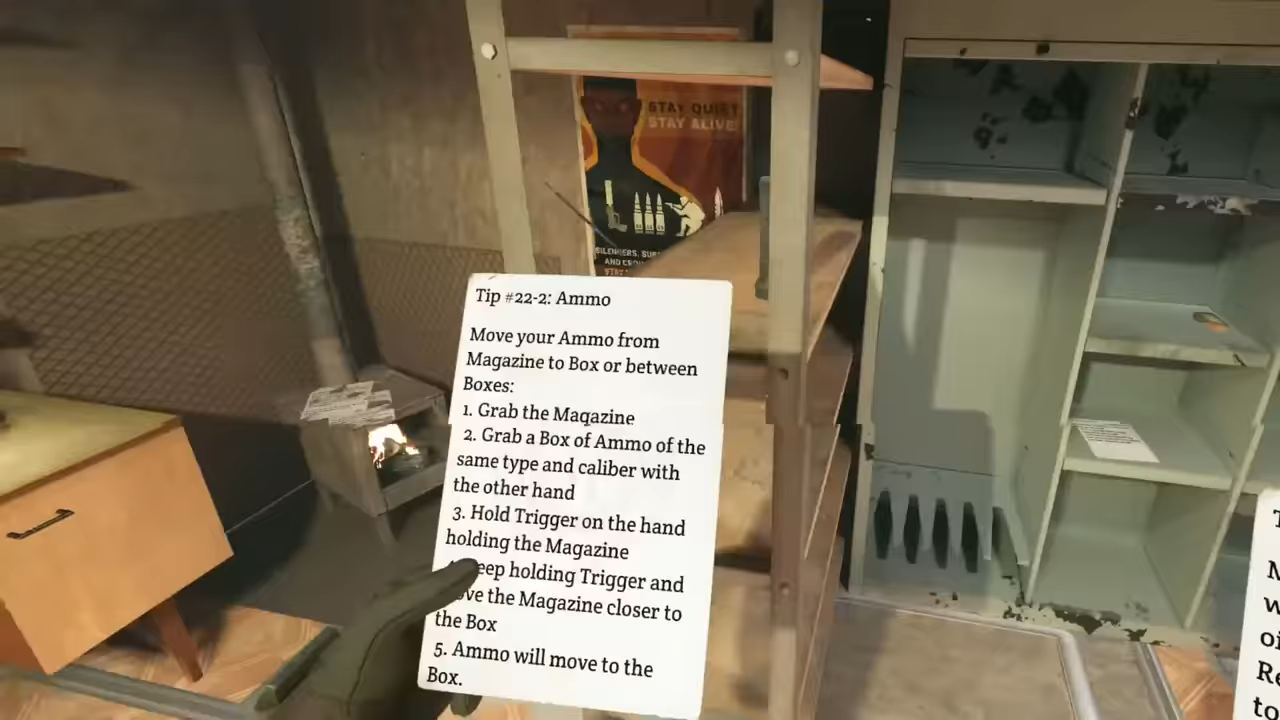 STAY QUIET
STAY ALIVE
SILENCERS,
Tip #22-2: Ammo
Move your Ammo from
Magazine to Box or between
Boxes:
1. Grab the Magazine
2. Grab a Box of Ammo of the
same type and caliber with
the other hand
3. Hold Trigger on the hand
holding the Magazine
eep holding Trigger and
ove the Magazine closer to
the Box
5. Ammo will move to the
Box.